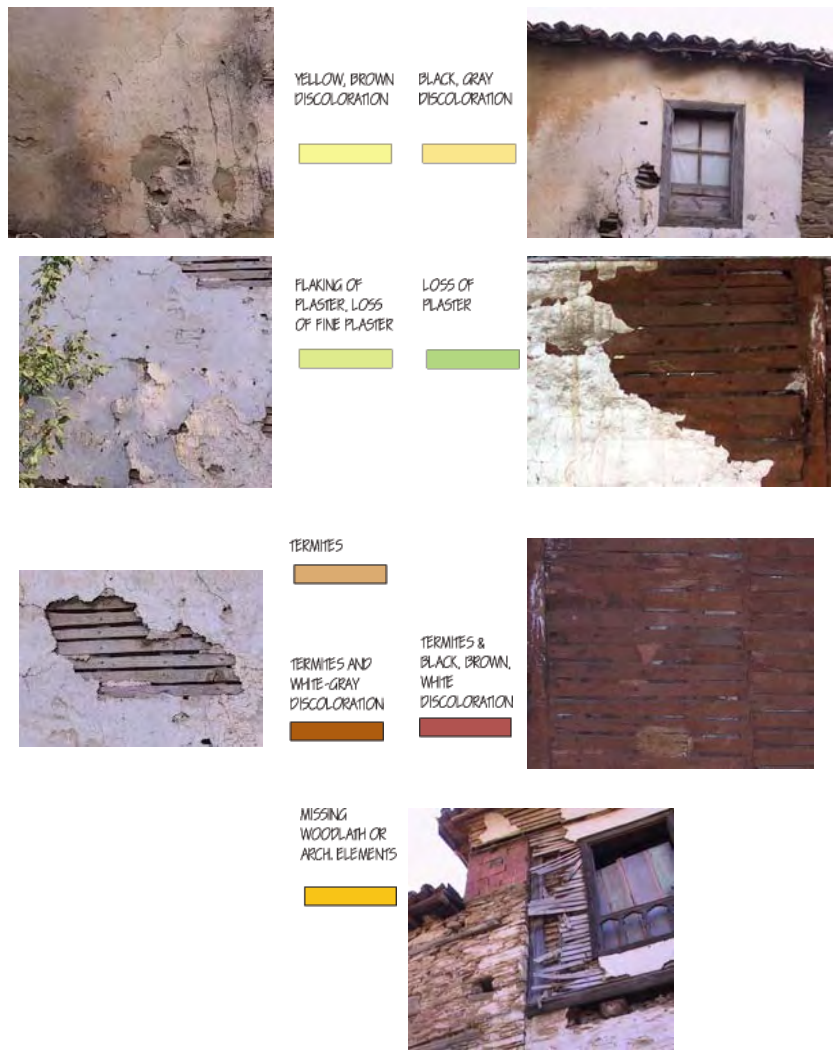 YELLOW, BROWN
DISCOLORATION
BLACK, GRAY
DISCOLORATION
FLAKING OF
PLASTER, LOSS
OF FINE PLASTER
LOSS OF
PLASTER
TERMITES
TERMITES AND
WHITE-GRAY
DISCOLORATION
TERMITES &
BLACK, BROWN,
WHITE
DISCOLORATION
MISSING
WOODLATH OR
ARCH. ELEMENTS